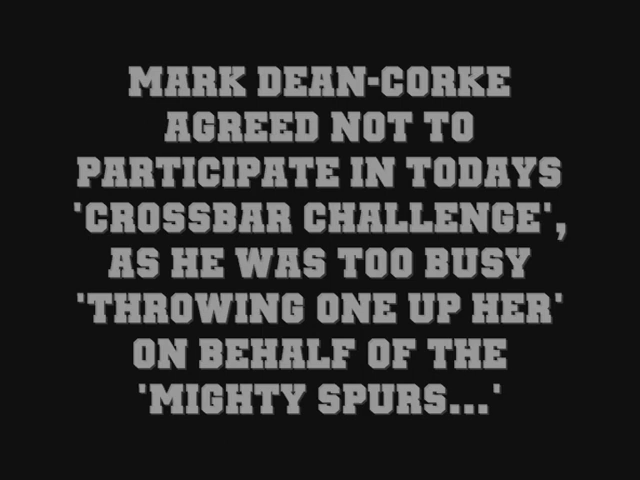 MARK DEAN-CORKE
AGREED NOT TO
PARTICIPATE IN TODAYS
'CROSSBAR CHALLENGE',
AS HE WAS TOO BUSY
'THROWING ONE UP HER'
ON BEHALF OF THE
'MIGHTY SPURS...'